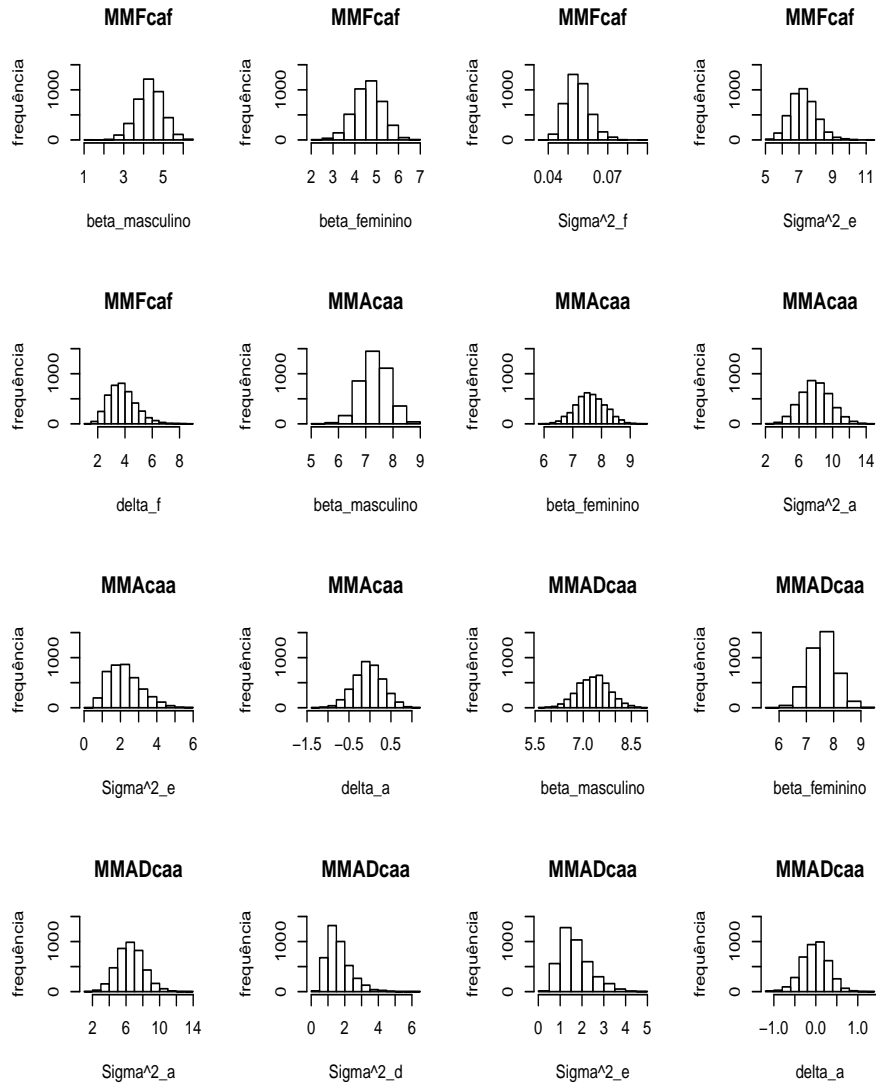 MMFcaf MMFcaf MMFcaf MMFcaf
frequência 0 1000 frequência 0 1000 frequência 0 1000 frequência 0 1000
1 3 5 2 3 4 5 6 7 0.04 0.07 5 7 9 11
beta_masculino beta_feminino Sigma^2_f Sigma^2_e
MMFcaf MMAcaa MMAcaa MMAcaa
frequência 0 1000 frequência 0 1000 frequência 0 1000 frequência 0 1000
2 4 6 8 5 6 7 8 9 6 7 8 9 2 6 10 14
delta_f beta_masculino beta_feminino Sigma^2_a
MMAcaa MMAcaa MMADcaa MMADcaa
frequência 0 1000 frequência 0 1000 frequência 0 1000 frequência 0 1000
0 2 4 6 −1.5 −0.5 0.5 5.5 7.0 8.5 6 7 8 9
Sigma^2_e delta_a beta_masculino beta_feminino
MMADcaa MMADcaa MMADcaa MMADcaa
frequência 0 1000 frequência 0 1000 frequência 0 1000 frequência 0 1000
2 6 10 14 0 2 4 6 0 1 2 3 4 5 −1.0 0.0 1.0
Sigma^2_a Sigma^2_d Sigma^2_e delta_a